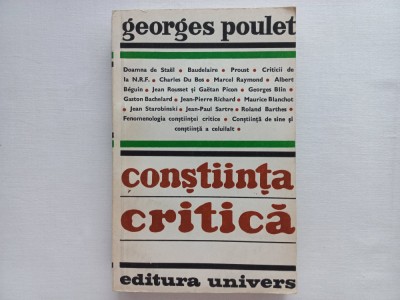 georges poulet
Doamna de Staël • Baudelaire • Proust • Criticii
de la N.R.F. • Charles Du Bos • Marcel Raymond • Albert
Béguin • Jean Rousset și Gaëtan Picon • Georges Blin •
Gaston Bachelard • Jean-Pierre Richard • Maurice Blanchot
• Jean Starobinski • Jean-Paul Sartre • Roland Barthes •
Fenomenologia conștiinței critice • Conștiință de sine și
conștiință a celuilalt •
conștiința
critică
editura univers